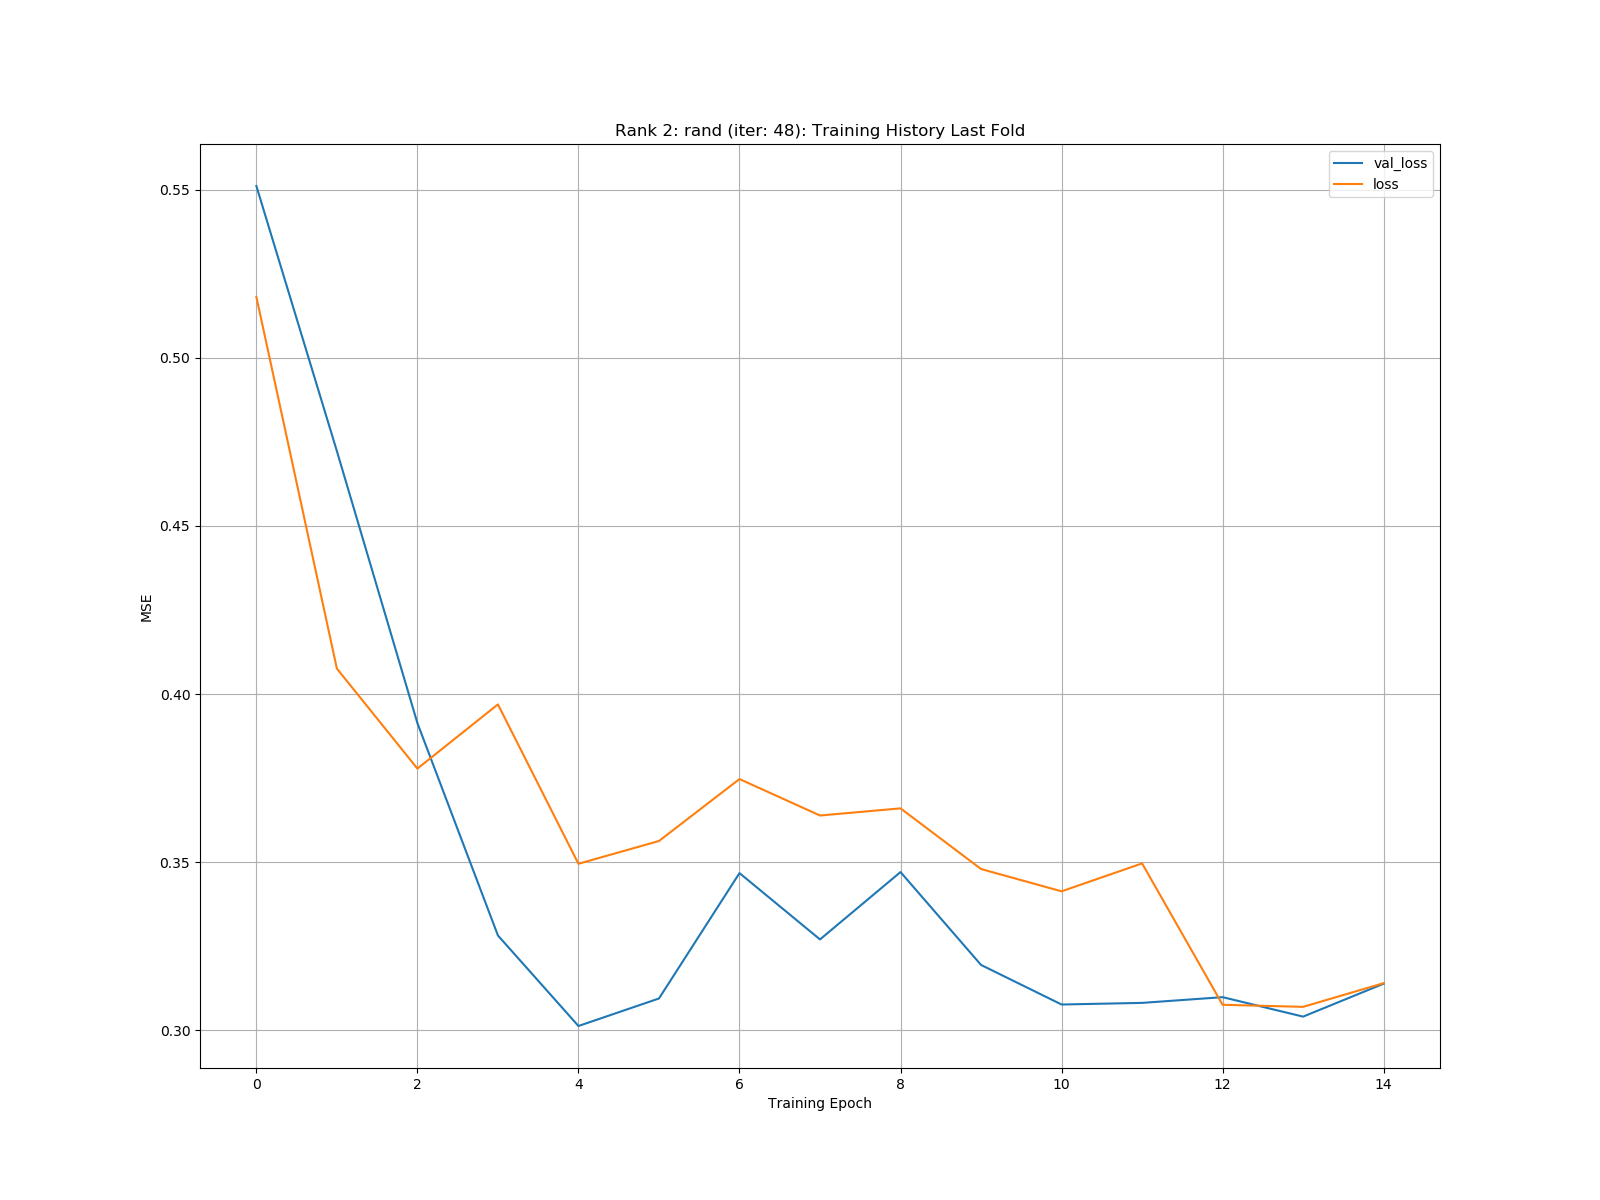 Rank 2: rand (iter: 48): Training History Last Fold
val_loss
loss
0.55
0.50
0.45
0.40
0.35
0.30
MSE
0 2 4 6 8 10 12 14
Training Epoch